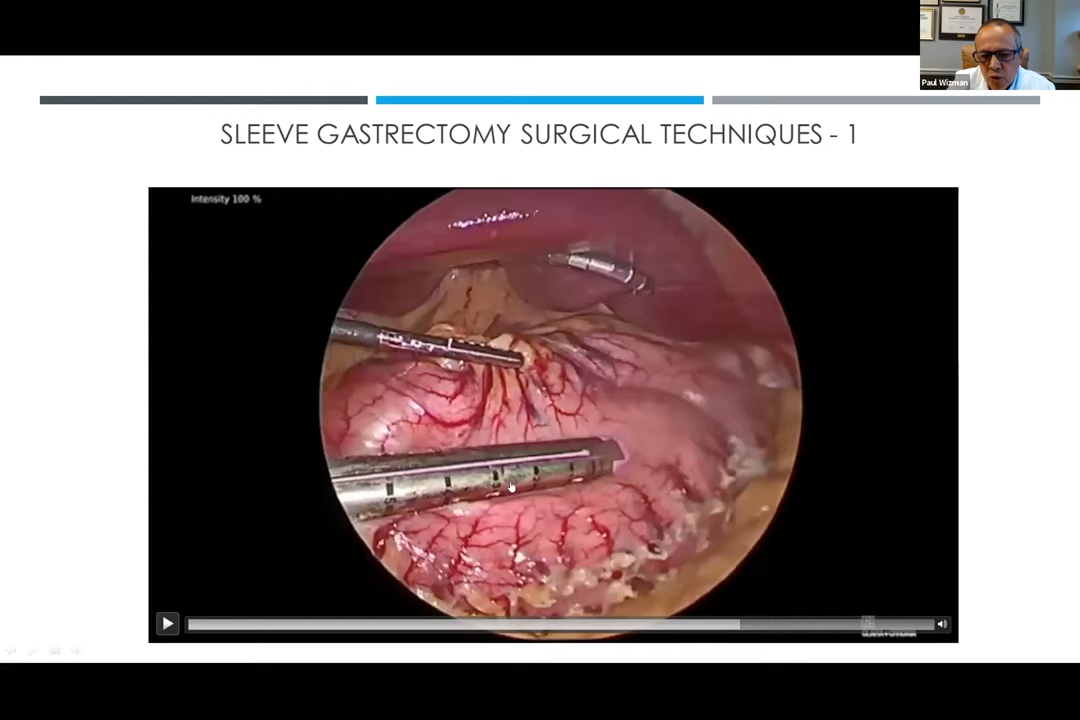 Paul Wizman
SLEEVE GASTRECTOMY SURGICAL TECHNIQUES - 1
Intensity 100 %